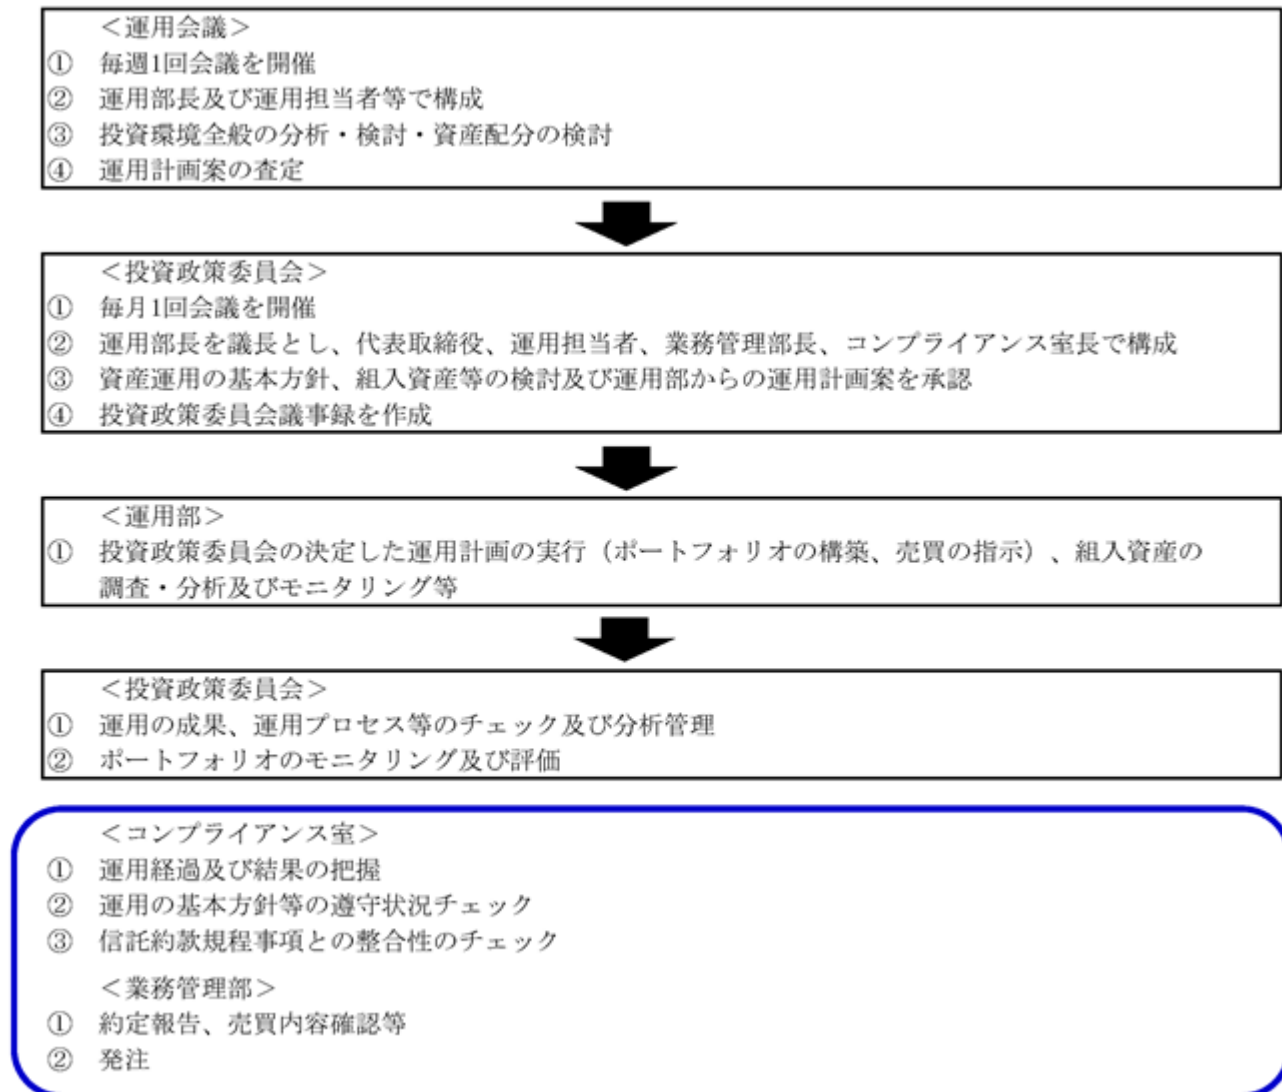 ＜運用会議＞
① 毎週1回会議を開催
② 運用部長及び運用担当者等で構成
③ 投資環境全般の分析・検討・資産配分の検討
④ 運用計画案の査定
＜投資政策委員会＞
① 毎月1回会議を開催
② 運用部長を議長とし、代表取締役、運用担当者、業務管理部長、コンプライアンス室長で構成
③ 資産運用の基本方針、組入資産等の検討及び運用部からの運用計画案を承認
④ 投資政策委員会議事録を作成
＜運用部＞
① 投資政策委員会の決定した運用計画の実行（ポートフォリオの構築、売買の指示）、組入資産の
調査・分析及びモニタリング等
＜投資政策委員会＞
① 運用の成果、運用プロセス等のチェック及び分析管理
② ポートフォリオのモニタリング及び評価
＜コンプライアンス室＞
① 運用経過及び結果の把握
② 運用の基本方針等の遵守状況チェック
③ 信託約款規程事項との整合性のチェック
＜業務管理部＞
① 約定報告、売買内容確認等
② 発注